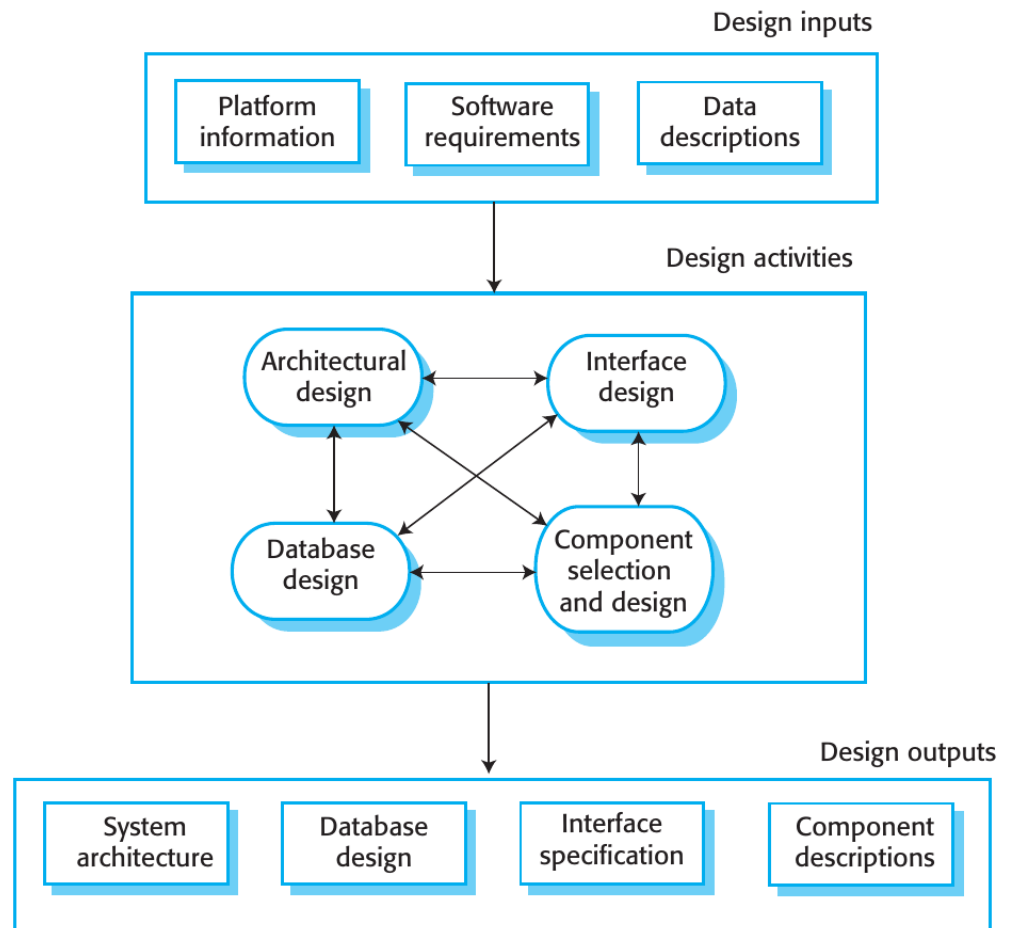 Design inputs
Platform
information
Software
requirements
Data
descriptions
Design activities
Architectural
design
Interface
design
Database
design
Component
selection
and design
Design outputs
System
architecture
Database
design
Interface
specification
Component
descriptions